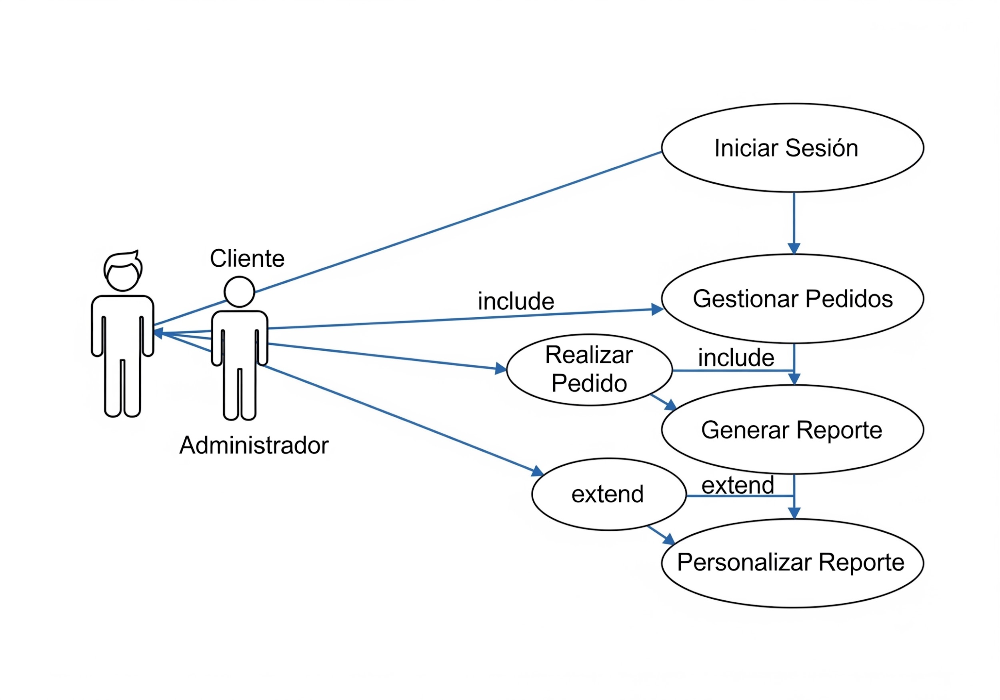 Iniciar Sesión
Cliente
include
Gestionar Pedidos
Realizar
Pedido
include
Generar Reporte
Administrador
extend
extend
Personalizar Reporte